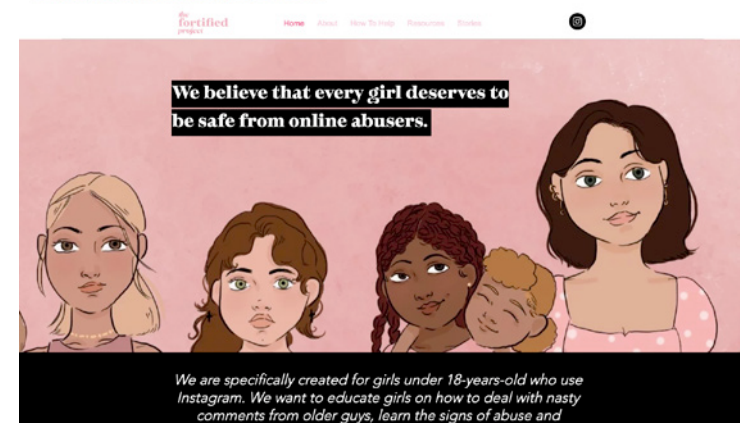 the
fortified
project
Home About How To Help Resources Stories
We believe that every girl deserves to
be safe from online abusers.
We are specifically created for girls under 18-years-old who use
Instagram. We want to educate girls on how to deal with nasty
comments from older guys, learn the signs of abuse and